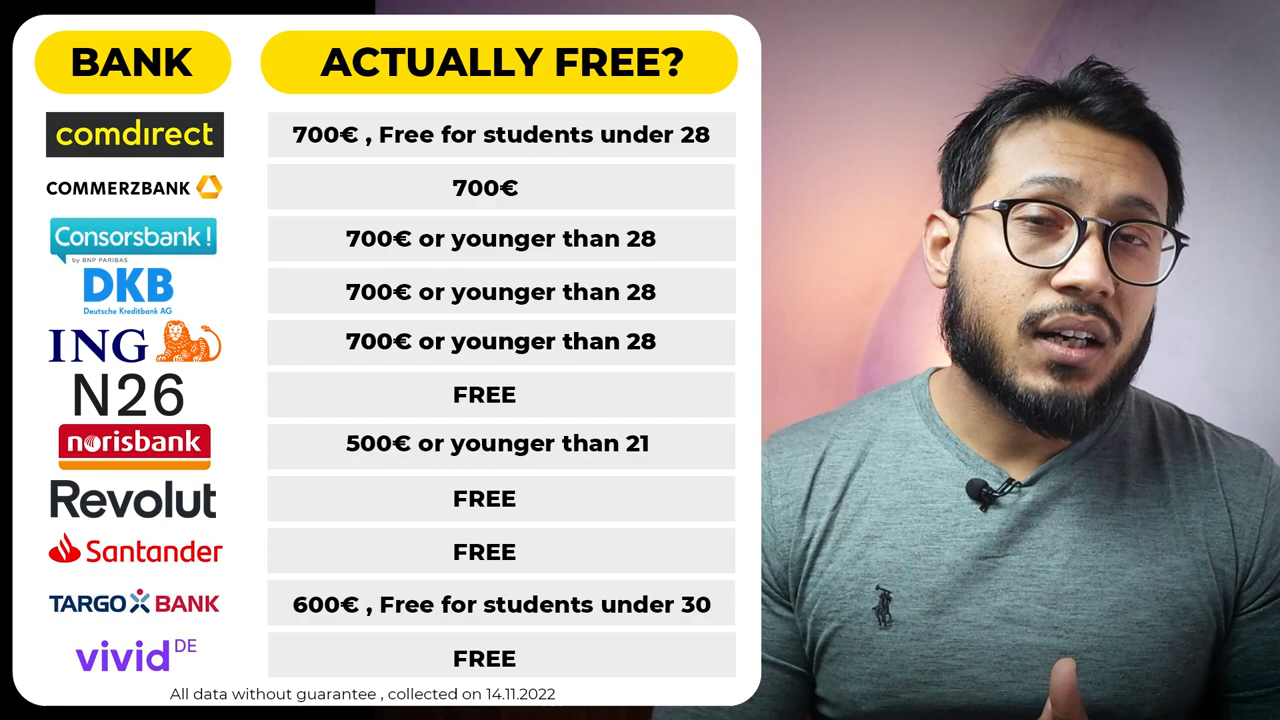 BANK ACTUALLY FREE?
comdirect 700€ , Free for students under 28
COMMERZBANK 700€
Consorsbank! 700€ or younger than 28
by BNP PARIBAS
DKB 700€ or younger than 28
Deutsche Kreditbank AG
ING 700€ or younger than 28
N26 FREE
norisbank 500€ or younger than 21
Revolut FREE
Santander FREE
TARGO BANK 600€ , Free for students under 30
vivid DE FREE
All data without guarantee , collected on 14.11.2022